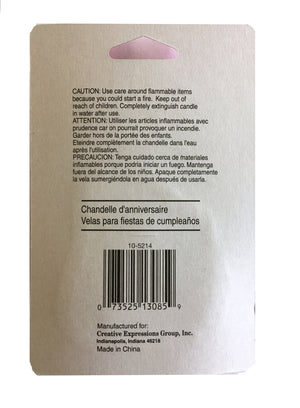 CAUTION: Use care around flammable items
because you could start a fire. Keep out of
reach of children. Completely extinguish candle
in water after use.
ATTENTION: Utiliser les articles inflammables avec
prudence car on pourrait provoquer un incendie.
Garder hors de la portée des enfants.
Eteindre complètement la chandelle dans l'eau
après l'utilisation.
PRECAUCION: Tenga cuidado cerca de materiales
inflamables porque podria iniciar un fuego. Mantenga
fuera del alcance de los niños. Apaque completamente
la vela sumergiéndola en agua después de usarla.
Chandelle d'anniversaire
Velas para fiestas de cumpleaños
10-5214
0 73525 13085 9
Manufactured for:
Creative Expressions Group, Inc.
Indianapolis, Indiana 46218
Made in China